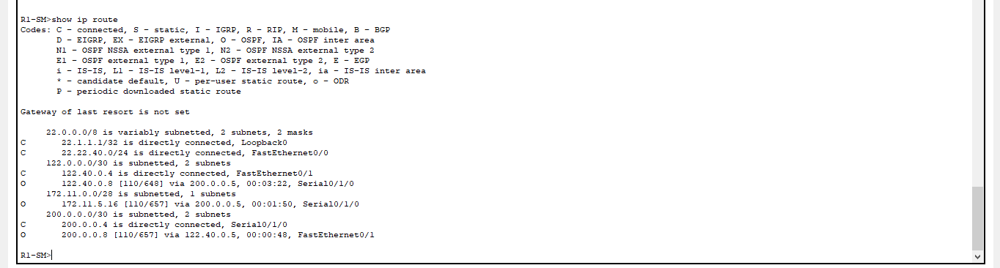 R1-SM>show ip route
Codes: C - connected, S - static, I - IGRP, R - RIP, M - mobile, B - BGP
       D - EIGRP, EX - EIGRP external, O - OSPF, IA - OSPF inter area
       N1 - OSPF NSSA external type 1, N2 - OSPF NSSA external type 2
       E1 - OSPF external type 1, E2 - OSPF external type 2, E - EGP
       i - IS-IS, L1 - IS-IS level-1, L2 - IS-IS level-2, ia - IS-IS inter area
       * - candidate default, U - per-user static route, o - ODR
       P - periodic downloaded static route
Gateway of last resort is not set
     22.0.0.0/8 is variably subnetted, 2 subnets, 2 masks
C       22.1.1.1/32 is directly connected, Loopback0
C       22.22.40.0/24 is directly connected, FastEthernet0/0
     122.0.0.0/30 is subnetted, 2 subnets
C       122.40.0.4 is directly connected, FastEthernet0/1
O       122.40.0.8 [110/648] via 200.0.0.5, 00:03:22, Serial0/1/0
     172.11.0.0/28 is subnetted, 1 subnets
O       172.11.5.16 [110/657] via 200.0.0.5, 00:01:50, Serial0/1/0
     200.0.0.0/30 is subnetted, 2 subnets
C       200.0.0.4 is directly connected, Serial0/1/0
O       200.0.0.8 [110/657] via 122.40.0.5, 00:00:48, FastEthernet0/1
R1-SM>